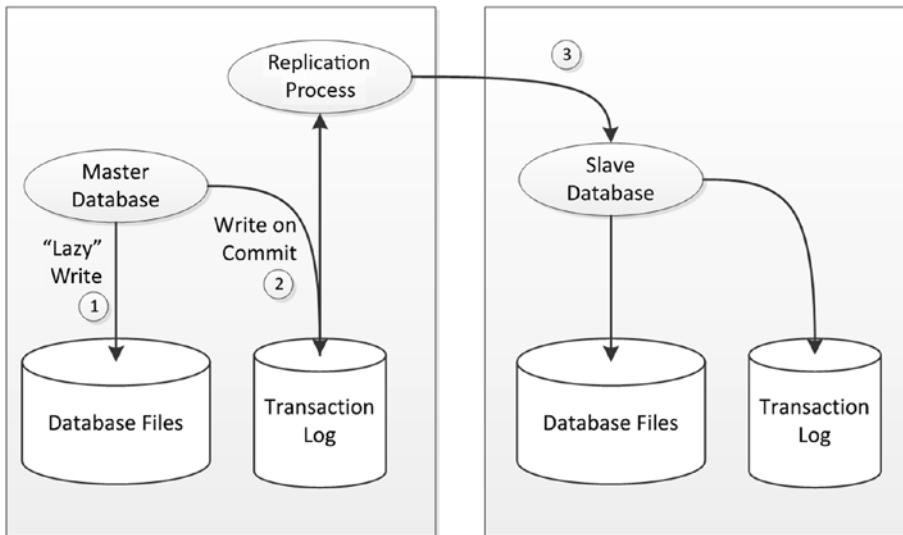 Replication
Process
3
Master
Database
Slave
Database
“Lazy”
Write
1
Write on
Commit
2
Database Files
Transaction
Log
Database Files
Transaction
Log